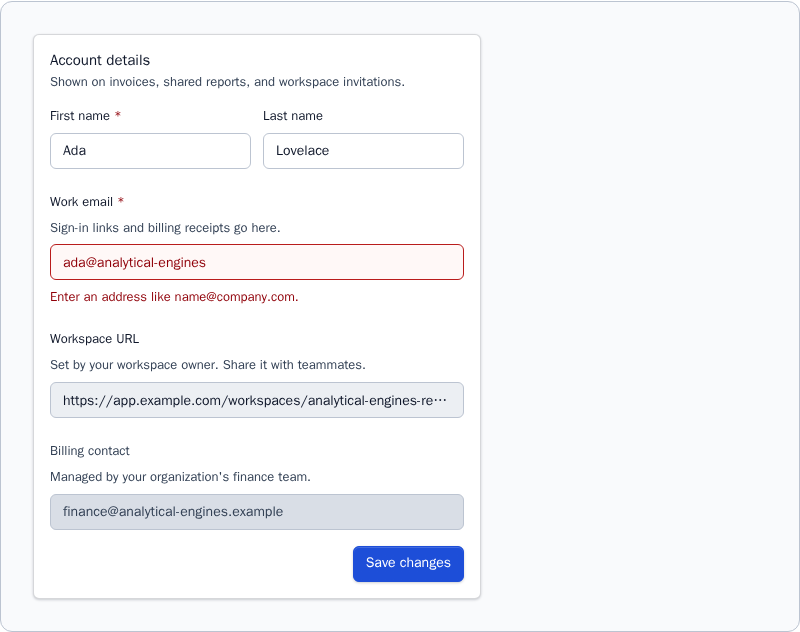 Account details
Shown on invoices, shared reports, and workspace invitations.
First name *
Last name
Ada
Lovelace
Work email *
Sign-in links and billing receipts go here.
ada@analytical-engines
Enter an address like name@company.com.
Workspace URL
Set by your workspace owner. Share it with teammates.
https://app.example.com/workspaces/analytical-engines-re…
Billing contact
Managed by your organization's finance team.
finance@analytical-engines.example
Save changes